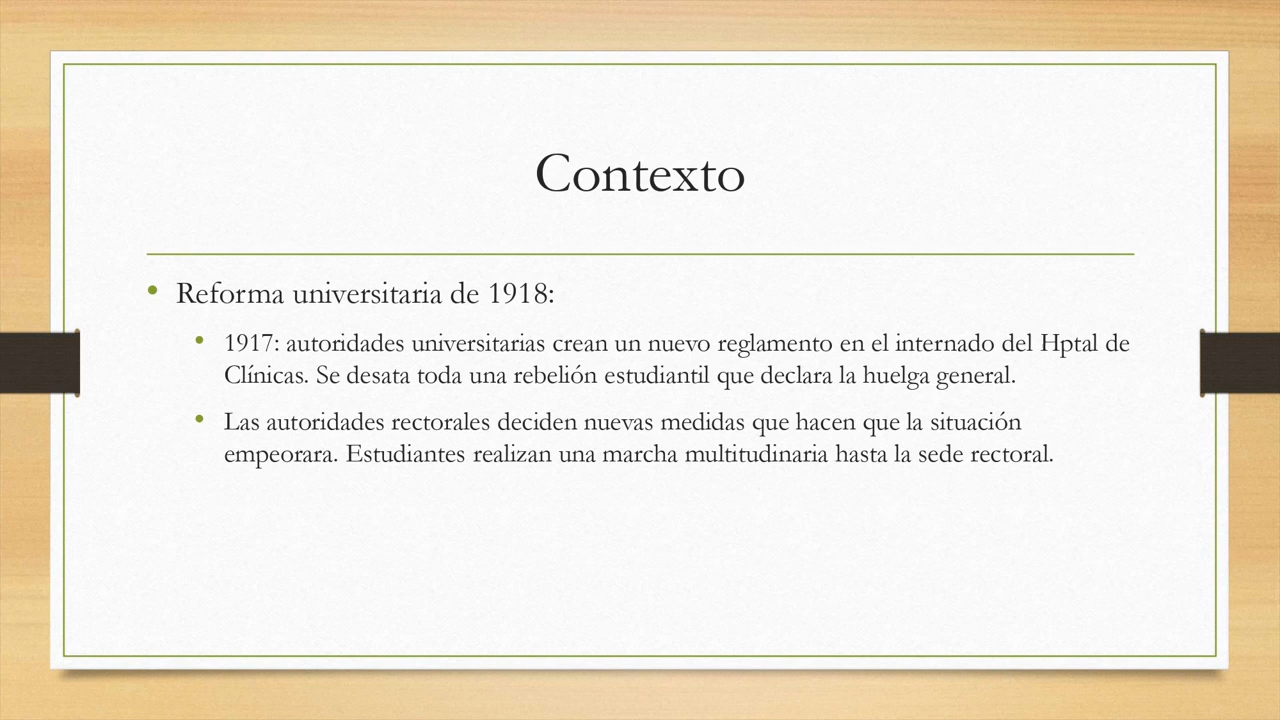 Contexto
• Reforma universitaria de 1918:
• 1917: autoridades universitarias crean un nuevo reglamento en el internado del Hptal de
Clínicas. Se desata toda una rebelión estudiantil que declara la huelga general.
• Las autoridades rectorales deciden nuevas medidas que hacen que la situación
empeorara. Estudiantes realizan una marcha multitudinaria hasta la sede rectoral.